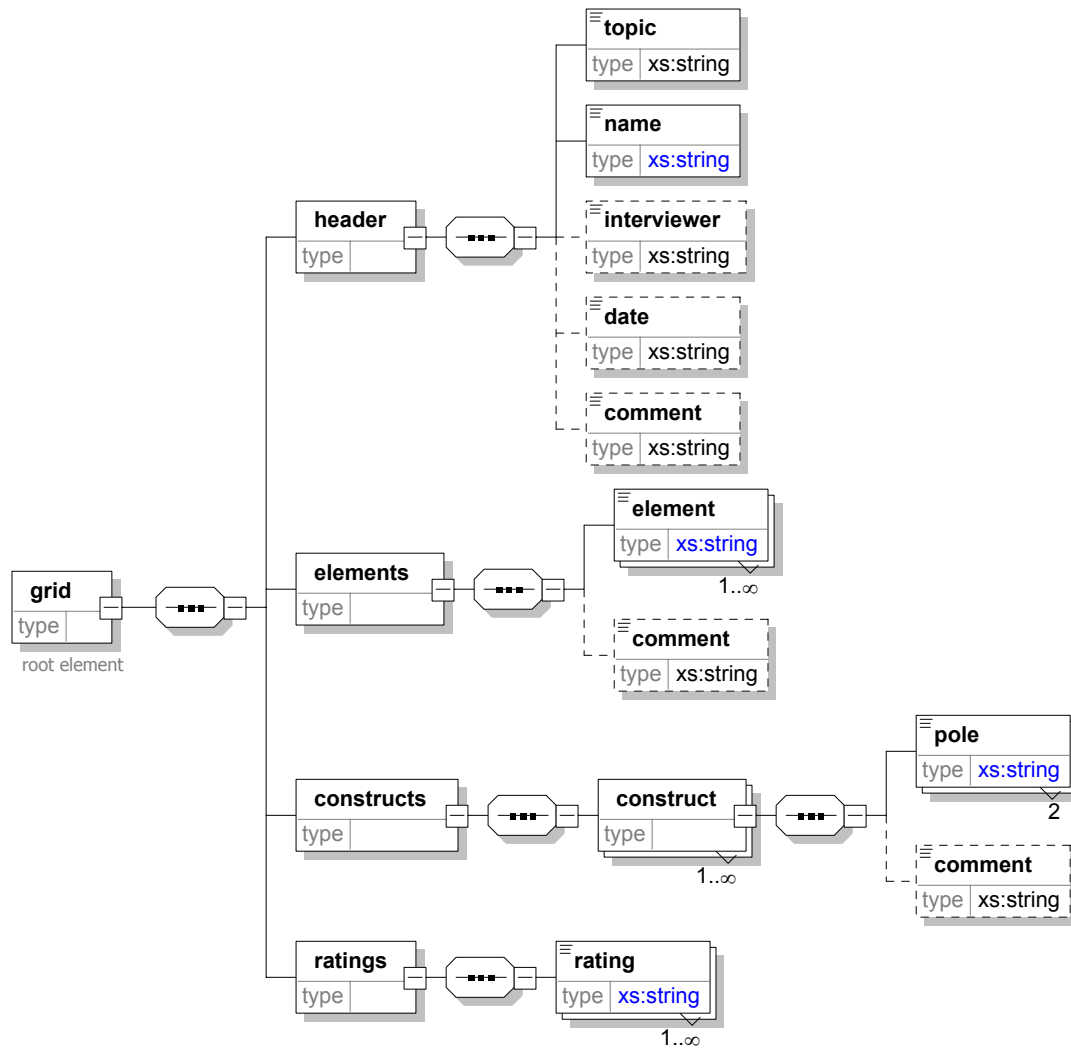 topic
type xs:string
name
type xs:string
header
type
interviewer
type xs:string
date
type xs:string
comment
type xs:string
element
type xs:string
1..∞
elements
type
grid
type
root element
comment
type xs:string
pole
type xs:string
2
constructs
type
construct
type
1..∞
comment
type xs:string
ratings
type
rating
type xs:string
1..∞